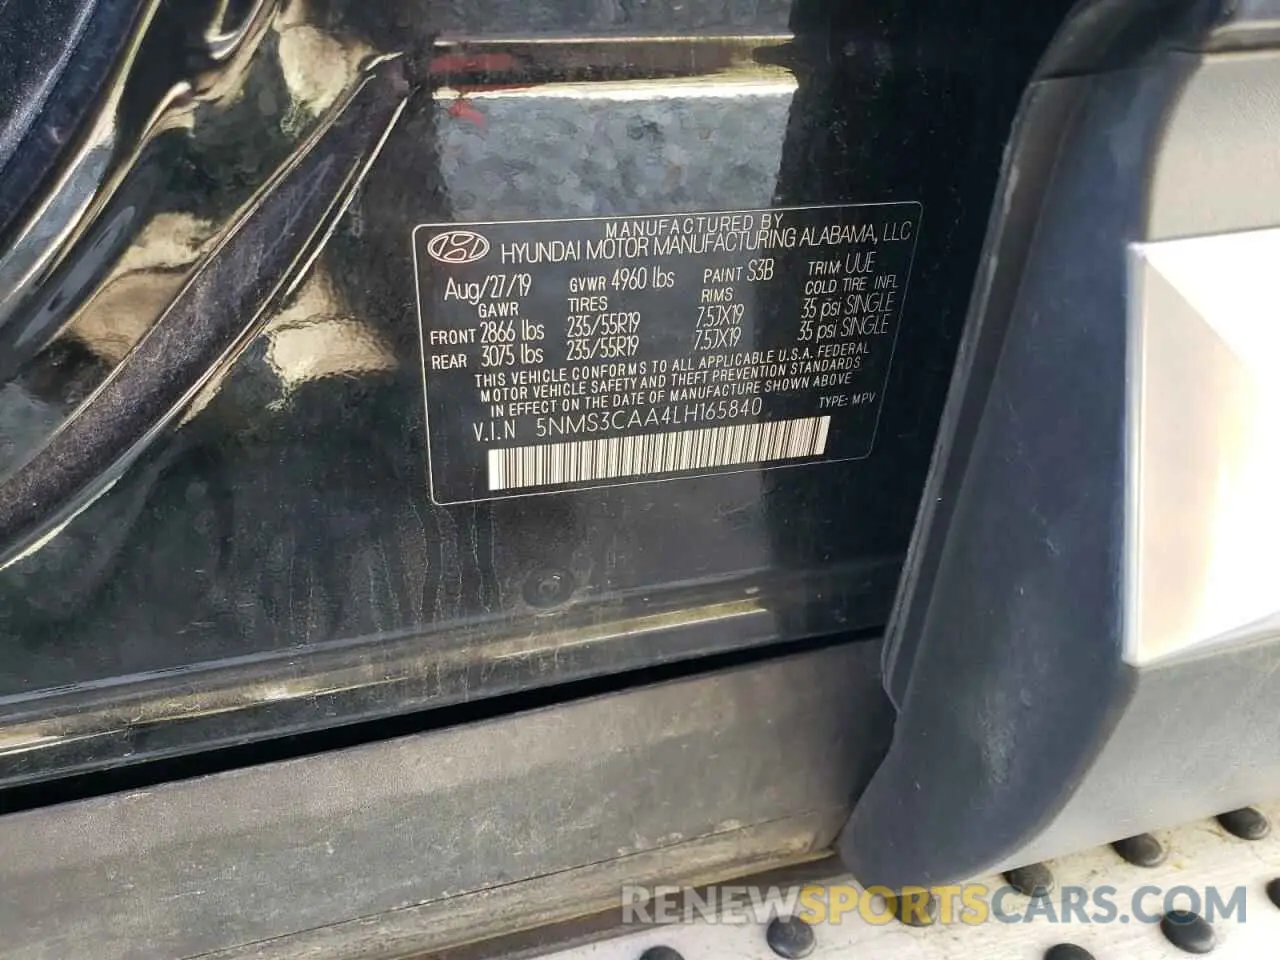 MANUFACTURED BY
HYUNDAI MOTOR MANUFACTURING ALABAMA, LLC
Aug/27/19 GVWR 4960 lbs PAINT S3B TRIM: UUE
GAWR TIRES RIMS COLD TIRE INFL
FRONT 2866 lbs 235/55R19 7.5JX19 35 psi SINGLE
REAR 3075 lbs 235/55R19 7.5JX19 35 psi SINGLE
THIS VEHICLE CONFORMS TO ALL APPLICABLE U.S.A. FEDERAL
MOTOR VEHICLE SAFETY AND THEFT PREVENTION STANDARDS
IN EFFECT ON THE DATE OF MANUFACTURE SHOWN ABOVE
V.I.N 5NMS3CAA4LH165840 TYPE: MPV
RENEWSPORTSCARS.COM